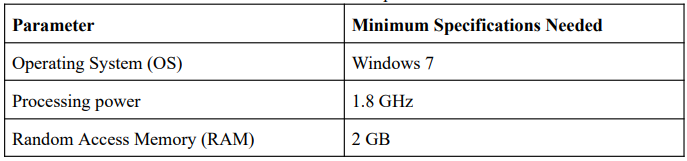 Parameter Minimum Specifications Needed
Operating System (OS) Windows 7
Processing power 1.8 GHz
Random Access Memory (RAM) 2 GB